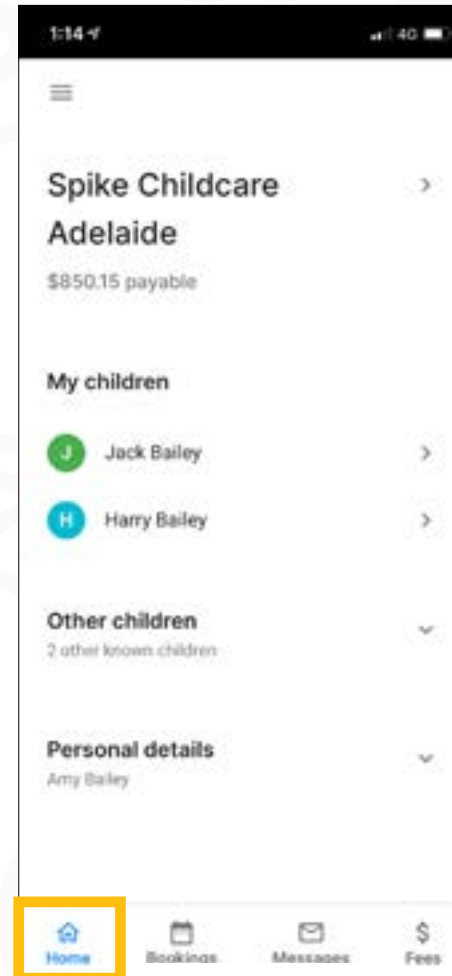 1:14
4G
Spike Childcare
Adelaide
$850.15 payable
My children
J
Jack Bailey
H
Harry Bailey
Other children
2 other known children
Personal details
Amy Bailey
Home
Bookings
Messages
$
Fees